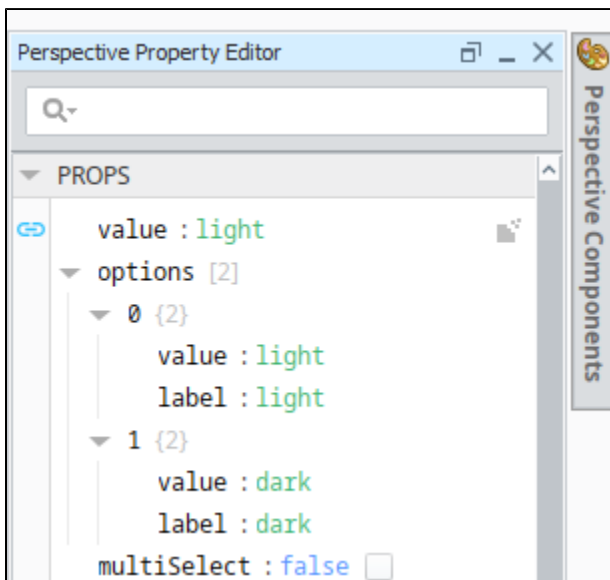 Perspective Property Editor
PROPS
value : light
options [2]
0 {2}
value : light
label : light
1 {2}
value : dark
label : dark
multiSelect : false
Perspective Components